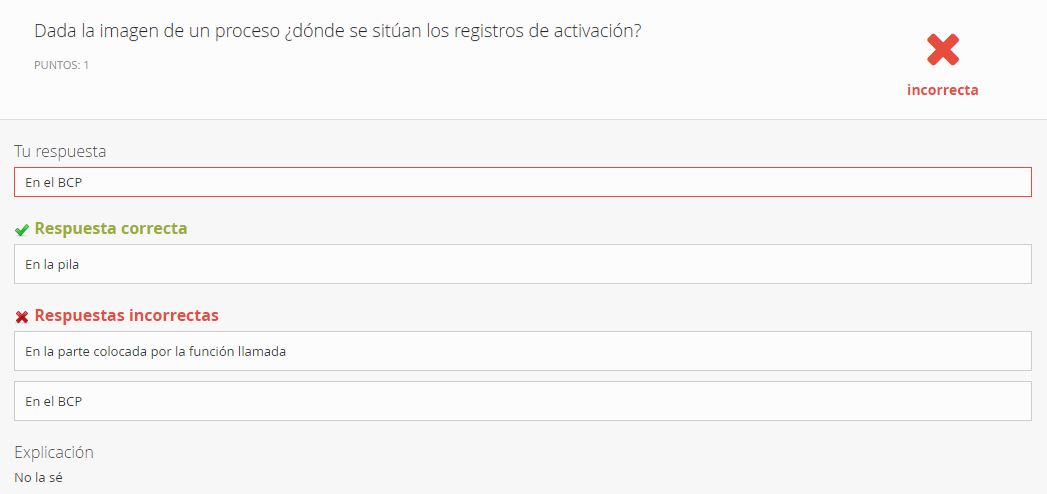 Dada la imagen de un proceso ¿dónde se sitúan los registros de activación?
PUNTOS: 1
incorrecta
Tu respuesta
En el BCP
Respuesta correcta
En la pila
Respuestas incorrectas
En la parte colocada por la función llamada
En el BCP
Explicación
No la sé